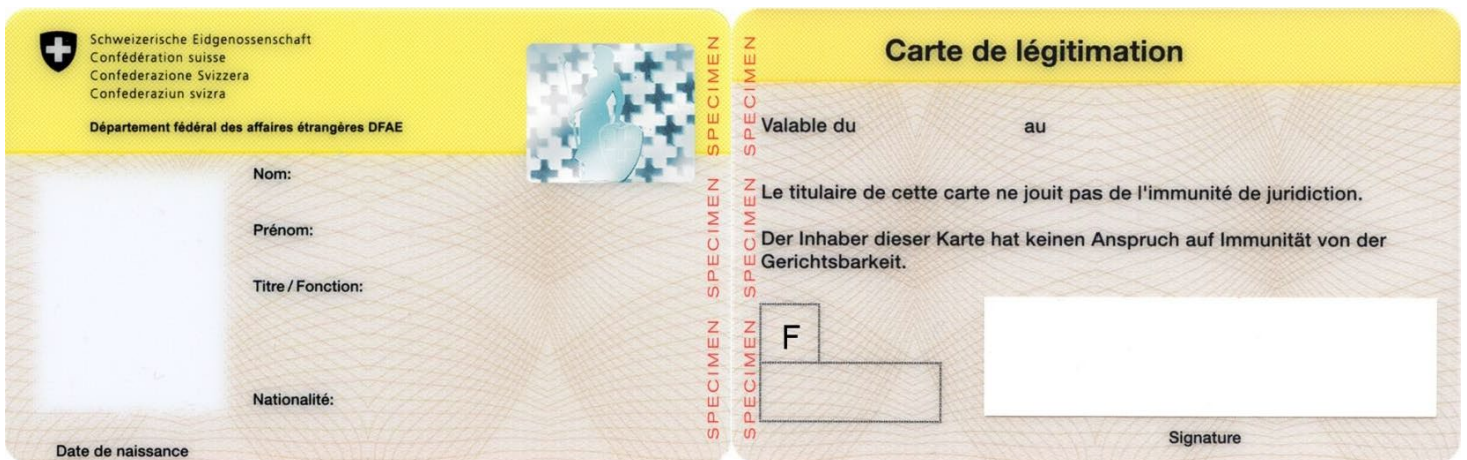 Schweizerische Eidgenossenschaft
Confédération suisse
Confederazione Svizzera
Confederaziun svizra
Département fédéral des affaires étrangères DFAE
Nom:
Prénom:
Titre / Fonction:
Nationalité:
Date de naissance
SPECIMEN SPECIMEN SPECIMEN
SPECIMEN SPECIMEN SPECIMEN
Carte de légitimation
Valable du au
Le titulaire de cette carte ne jouit pas de l'immunité de juridiction.
Der Inhaber dieser Karte hat keinen Anspruch auf Immunität von der
Gerichtsbarkeit.
F
Signature